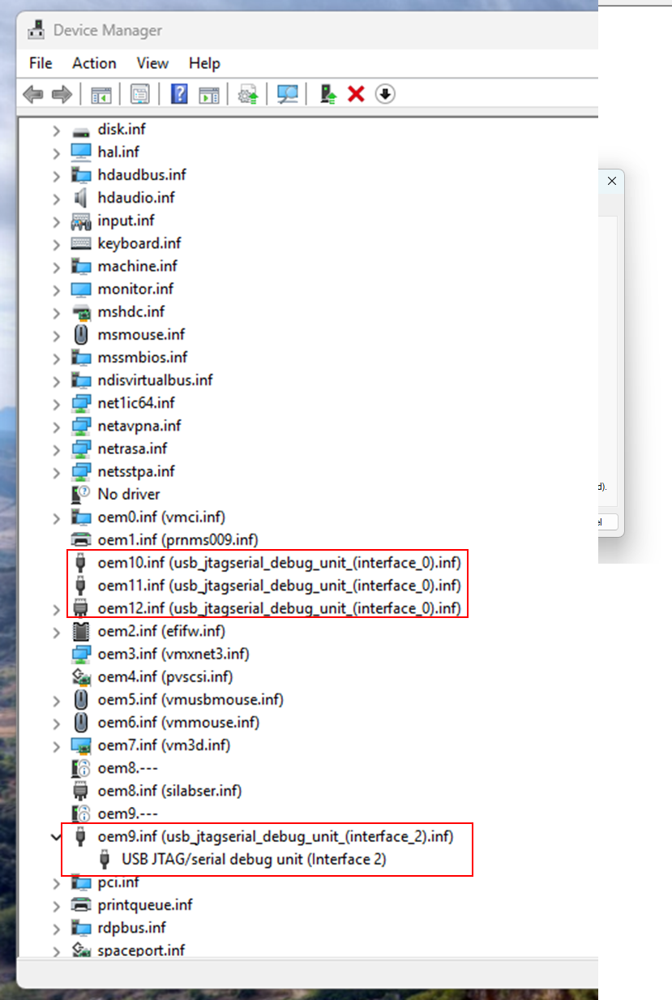 Device Manager
File Action View Help
disk.inf
hal.inf
hdaudbus.inf
hdaudio.inf
input.inf
keyboard.inf
machine.inf
monitor.inf
mshdc.inf
msmouse.inf
mssmbios.inf
ndisvirtualbus.inf
net1ic64.inf
netavpna.inf
netrasa.inf
netsstpa.inf
No driver
oem0.inf (vmci.inf)
oem1.inf (prnms009.inf)
oem10.inf (usb_jtagserial_debug_unit_(interface_0).inf)
oem11.inf (usb_jtagserial_debug_unit_(interface_0).inf)
oem12.inf (usb_jtagserial_debug_unit_(interface_0).inf)
oem2.inf (efifw.inf)
oem3.inf (vmxnet3.inf)
oem4.inf (pvscsi.inf)
oem5.inf (vmusbmouse.inf)
oem6.inf (vmmouse.inf)
oem7.inf (vm3d.inf)
oem8.---
oem8.inf (silabser.inf)
oem9.---
oem9.inf (usb_jtagserial_debug_unit_(interface_2).inf)
USB JTAG/serial debug unit (Interface 2)
pci.inf
printqueue.inf
rdpbus.inf
spaceport.inf
d).
el